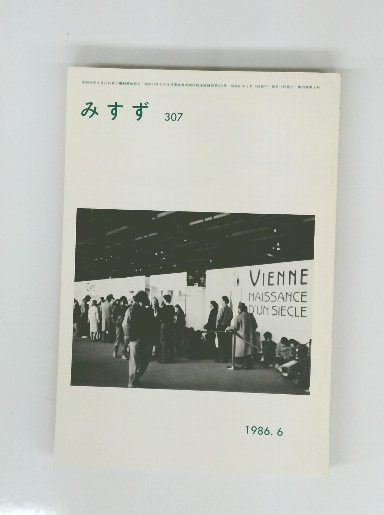 みすず 307
VIENNE
NAISSANCE
D'UN SIECLE
1986. 6